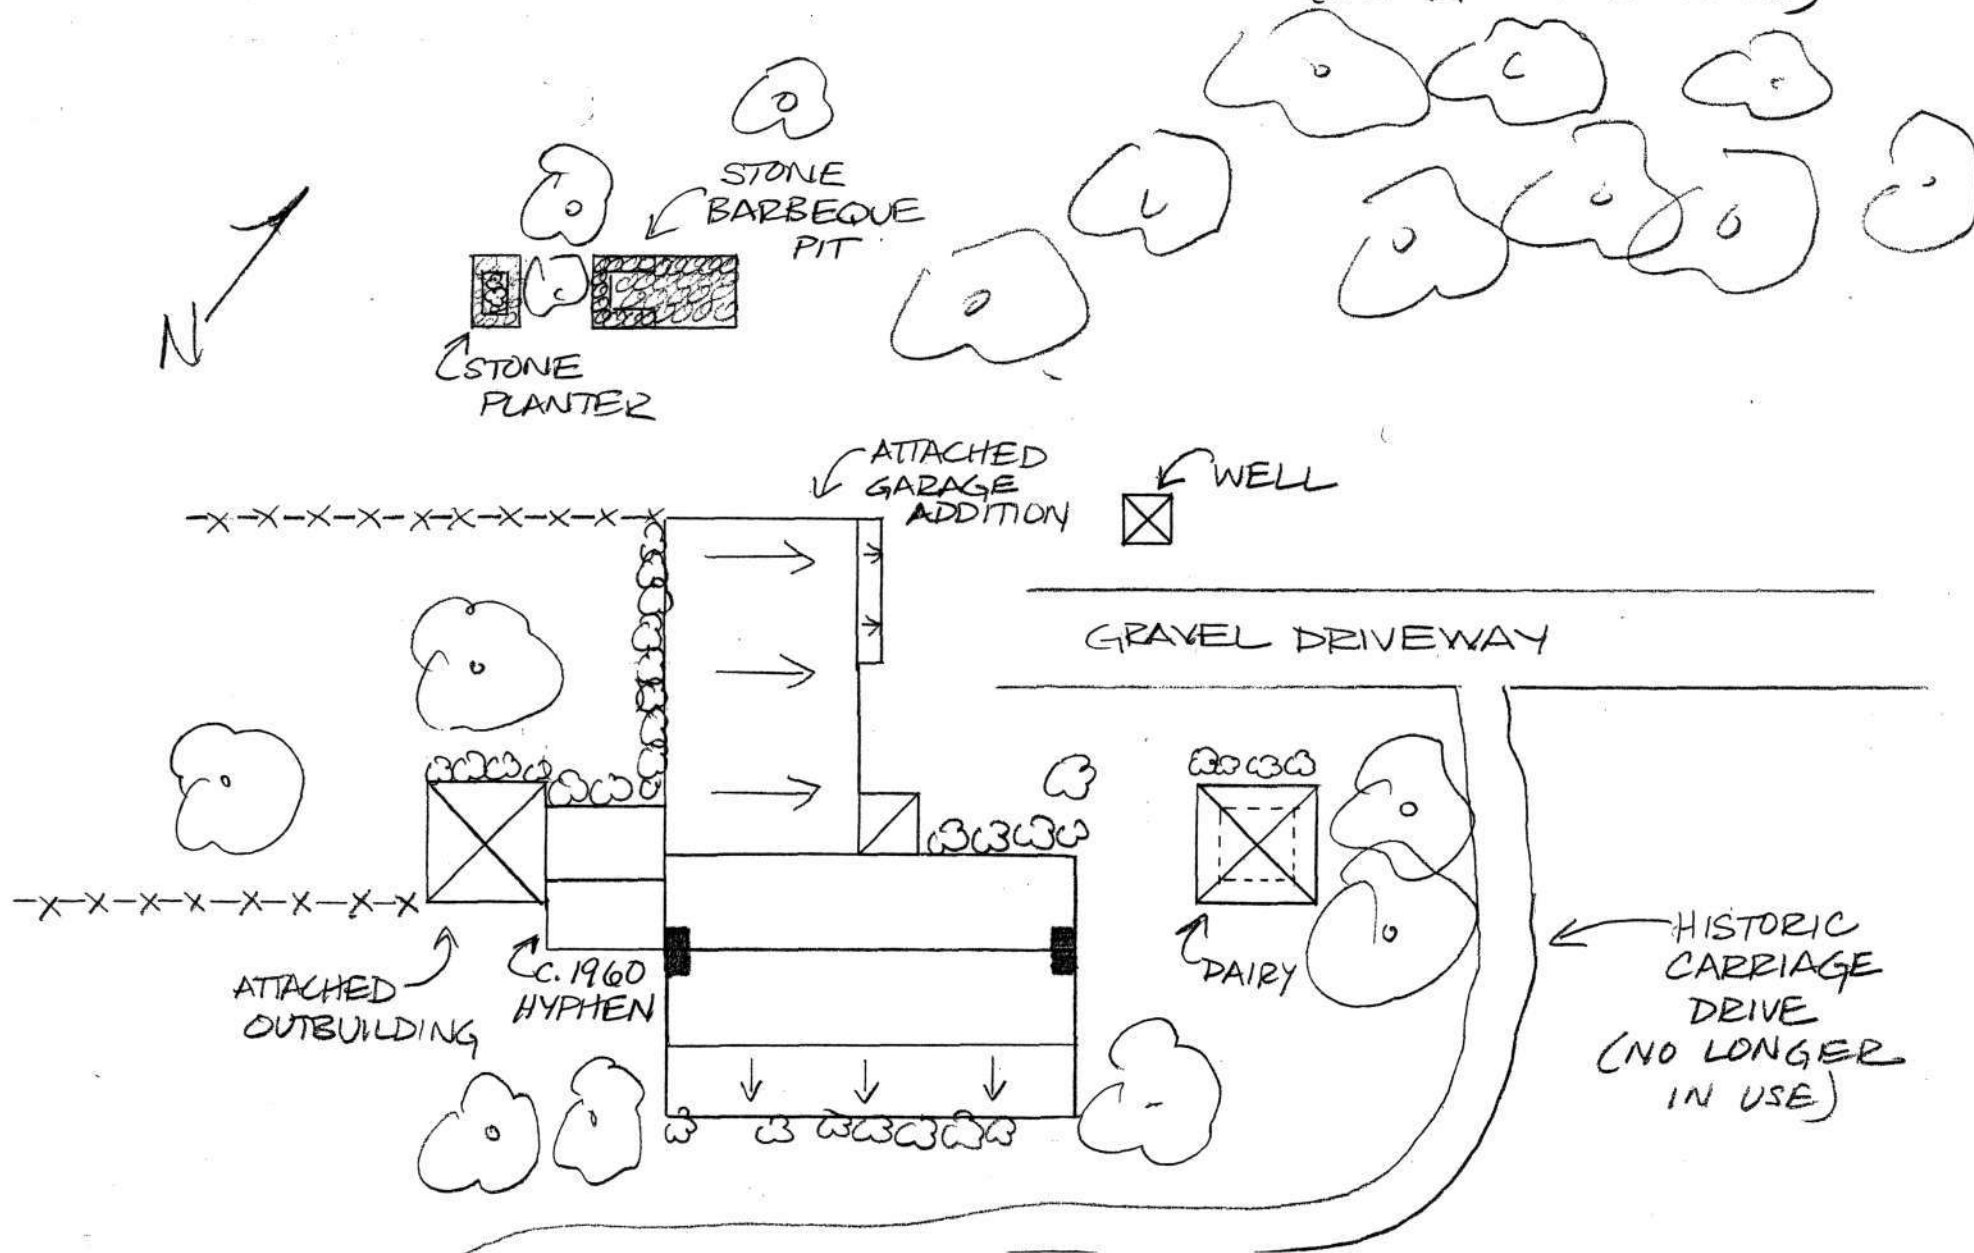 STONE
BARBEQUE
PIT
N
STONE
PLANTER
ATTACHED
GARAGE
ADDITION
WELL
GRAVEL DRIVEWAY
ATTACHED
OUTBUILDING
C. 1960
HYPHEN
DAIRY
HISTORIC
CARRIAGE
DRIVE
(NO LONGER
IN USE)